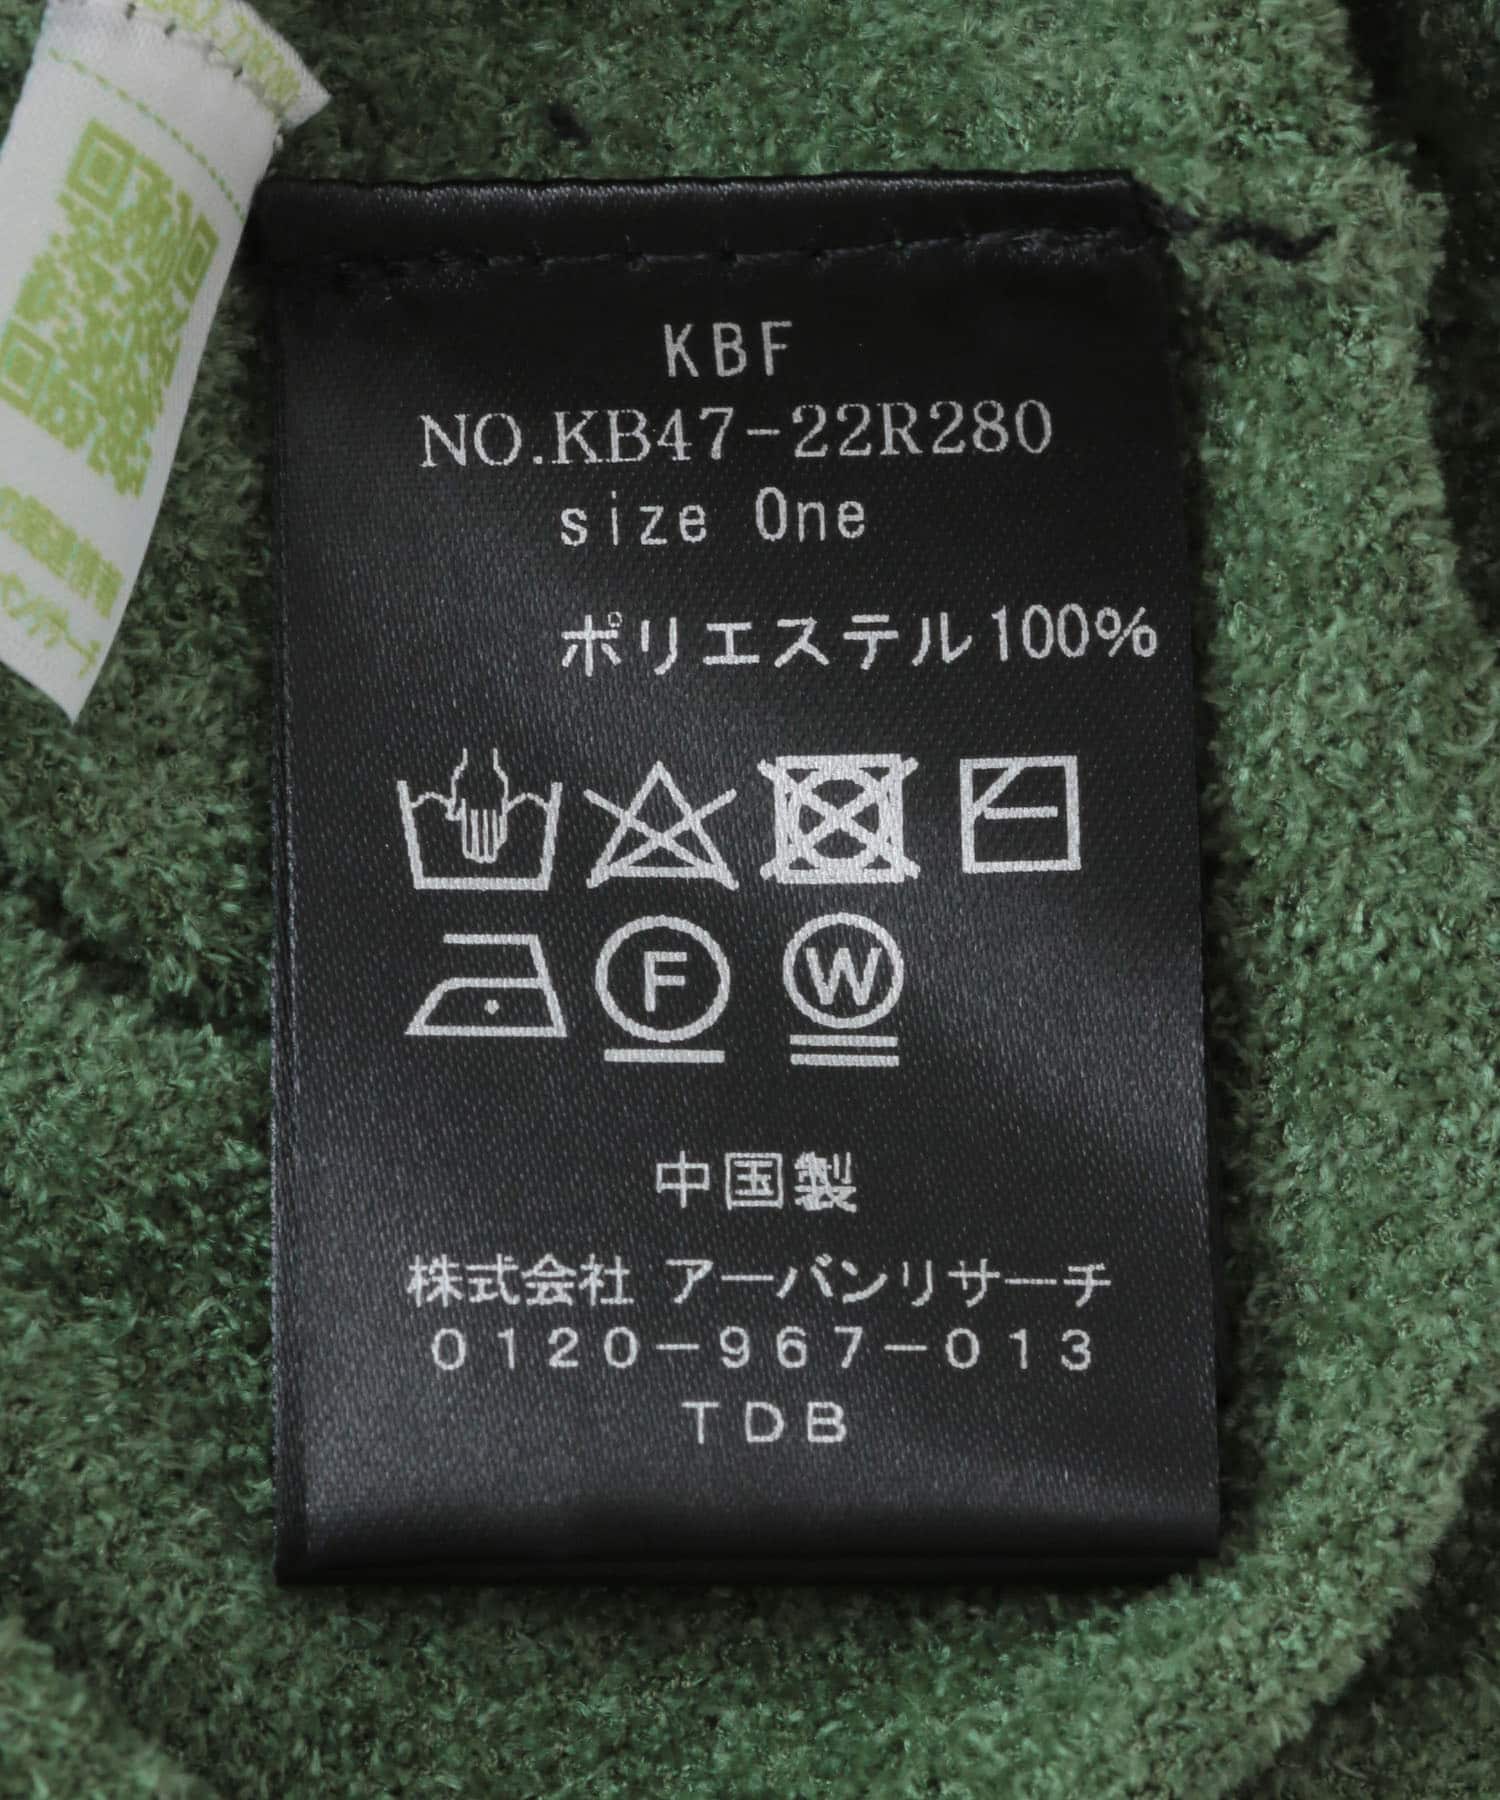 KBF
NO.KB47-22R280
size One
ポリエステル100%
F
W
中国製
株式会社 アーバンリサーチ
0120-967-013
TDB